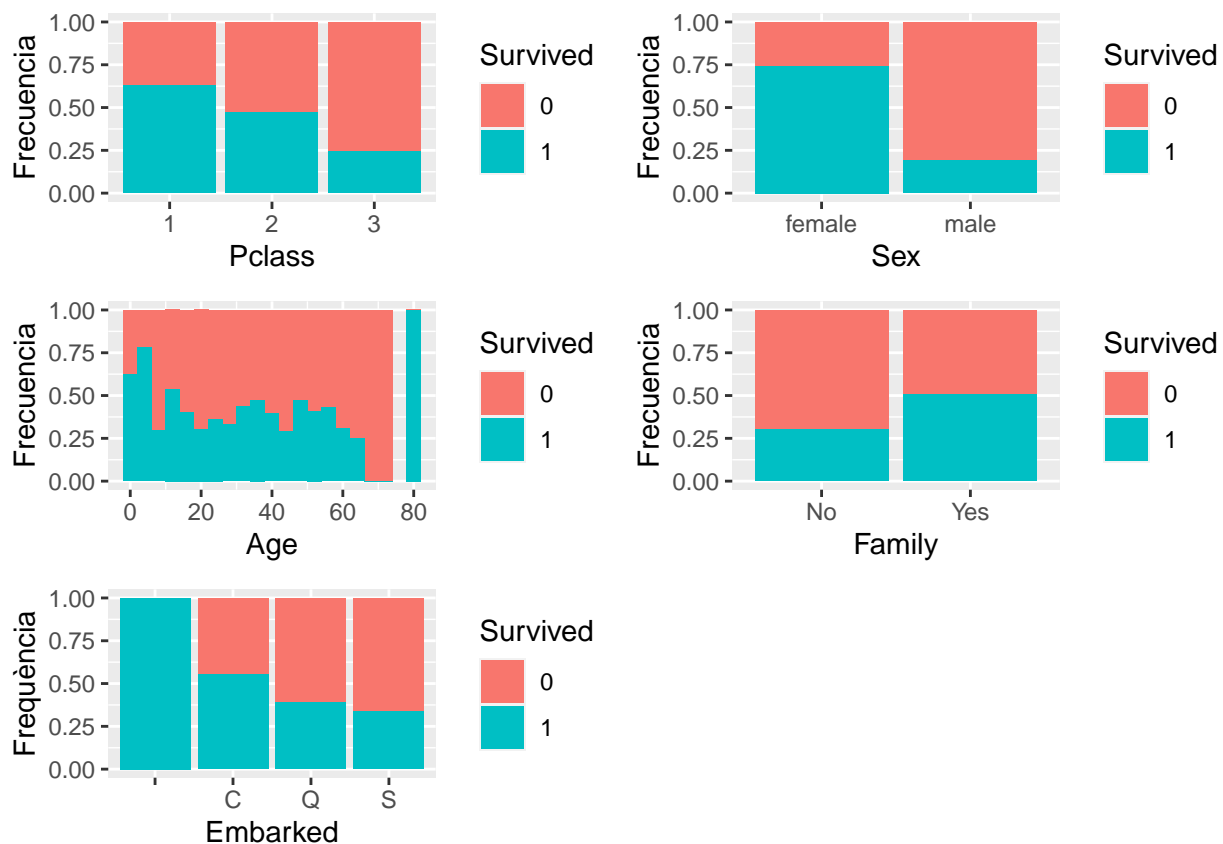 Frecuencia
1.00
0.75
0.50
0.25
0.00
1 2 3
Pclass
Survived
0
1
Frecuencia
1.00
0.75
0.50
0.25
0.00
female male
Sex
Survived
0
1
Frecuencia
1.00
0.75
0.50
0.25
0.00
0 20 40 60 80
Age
Survived
0
1
Frecuencia
1.00
0.75
0.50
0.25
0.00
No Yes
Family
Survived
0
1
Frequència
1.00
0.75
0.50
0.25
0.00
C Q S
Embarked
Survived
0
1